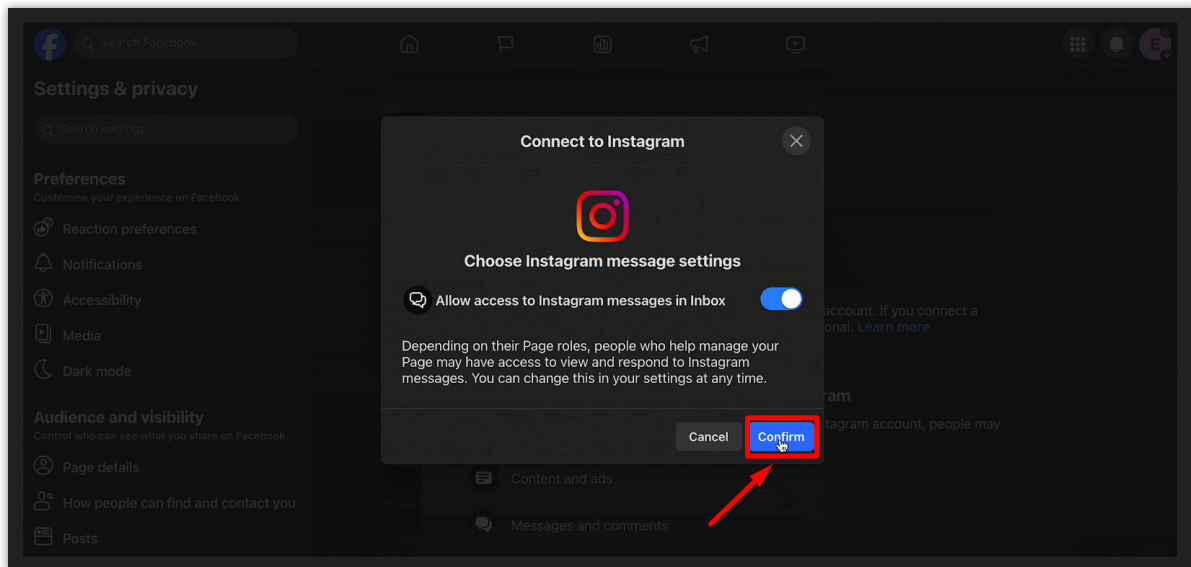 Search Facebook
E
Settings & privacy
Search settings
Preferences
Customise your experience on Facebook.
Reaction preferences
Notifications
Accessibility
Media
Dark mode
Audience and visibility
Control who can see what you share on Facebook.
Page details
How people can find and contact you
Posts
Connect to Instagram
Choose Instagram message settings
Allow access to Instagram messages in Inbox
Depending on their Page roles, people who help manage your
Page may have access to view and respond to Instagram
messages. You can change this in your settings at any time.
Cancel
Confirm
account. If you connect a
onal. Learn more
ram
tagram account, people may
Content and ads
Messages and comments